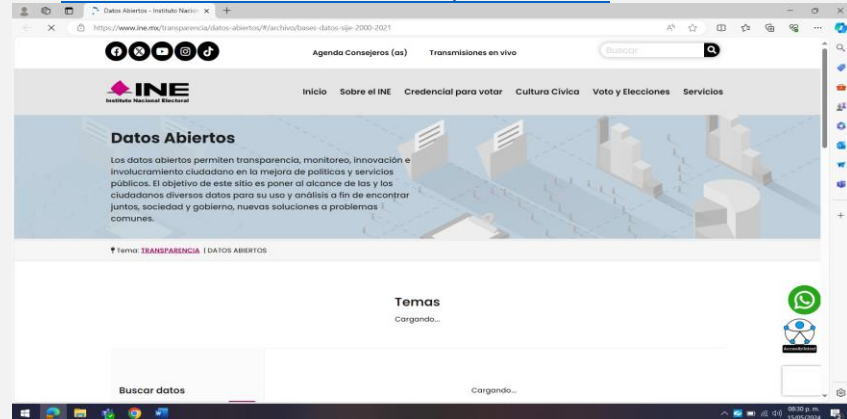 Datos Abiertos - Instituto Nacion
https://www.ine.mx/transparencia/datos-abiertos/#/archivo/bases-datos-sije-2000-2021
Agenda Consejeros (as) Transmisiones en vivo Buscar
INE
Instituto Nacional Electoral
Inicio Sobre el INE Credencial para votar Cultura Cívica Voto y Elecciones Servicios
Datos Abiertos
Los datos abiertos permiten transparencia, monitoreo, innovación e
involucramiento ciudadano en la mejora de políticas y servicios
públicos. El objetivo de este sitio es poner al alcance de las y los
ciudadanos diversos datos para su uso y análisis a fin de encontrar
juntos, sociedad y gobierno, nuevas soluciones a problemas
comunes.
Tema: TRANSPARENCIA | DATOS ABIERTOS
Temas
Cargando...
Buscar datos
Cargando...
08:30 p. m.
15/05/2024